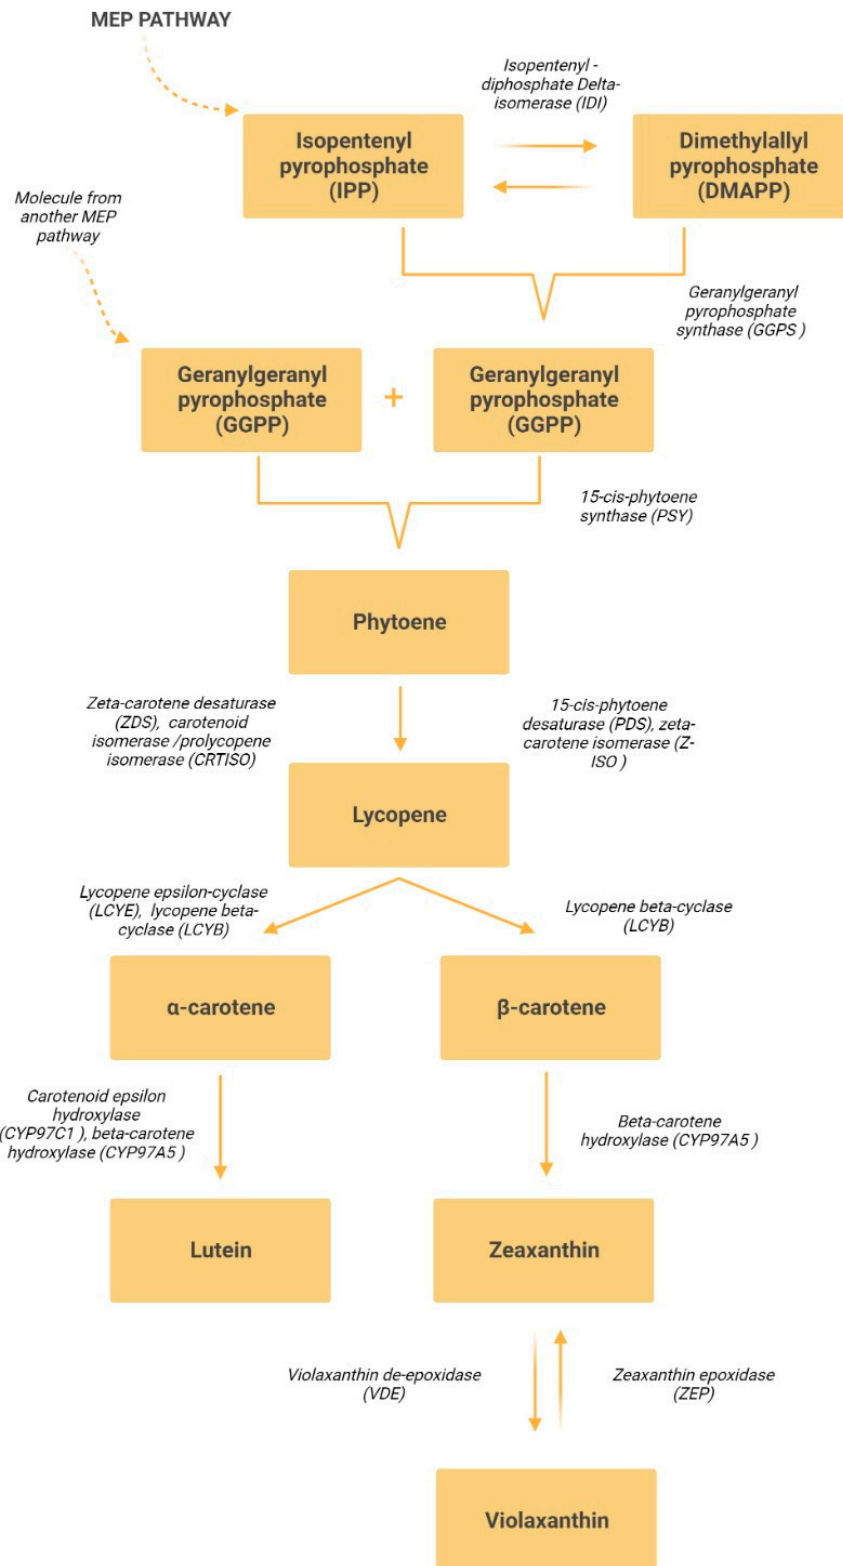 MEP PATHWAY
Isopentenyl -
diphosphate Delta-
isomerase (IDI)
Isopentenyl
pyrophosphate
(IPP)
Dimethylallyl
pyrophosphate
(DMAPP)
Molecule from
another MEP
pathway
Geranylgeranyl
pyrophosphate
synthase (GGPS )
Geranylgeranyl
pyrophosphate
(GGPP)
+
Geranylgeranyl
pyrophosphate
(GGPP)
15-cis-phytoene
synthase (PSY)
Phytoene
Zeta-carotene desaturase
(ZDS), carotenoid
isomerase /prolycopene
isomerase (CRTISO)
15-cis-phytoene
desaturase (PDS), zeta-
carotene isomerase (Z-
ISO )
Lycopene
Lycopene epsilon-cyclase
(LCYE), lycopene beta-
cyclase (LCYB)
Lycopene beta-cyclase
(LCYB)
α-carotene
β-carotene
Carotenoid epsilon
hydroxylase
(CYP97C1 ), beta-carotene
hydroxylase (CYP97A5 )
Beta-carotene
hydroxylase (CYP97A5 )
Lutein
Zeaxanthin
Violaxanthin de-epoxidase
(VDE)
Zeaxanthin epoxidase
(ZEP)
Violaxanthin